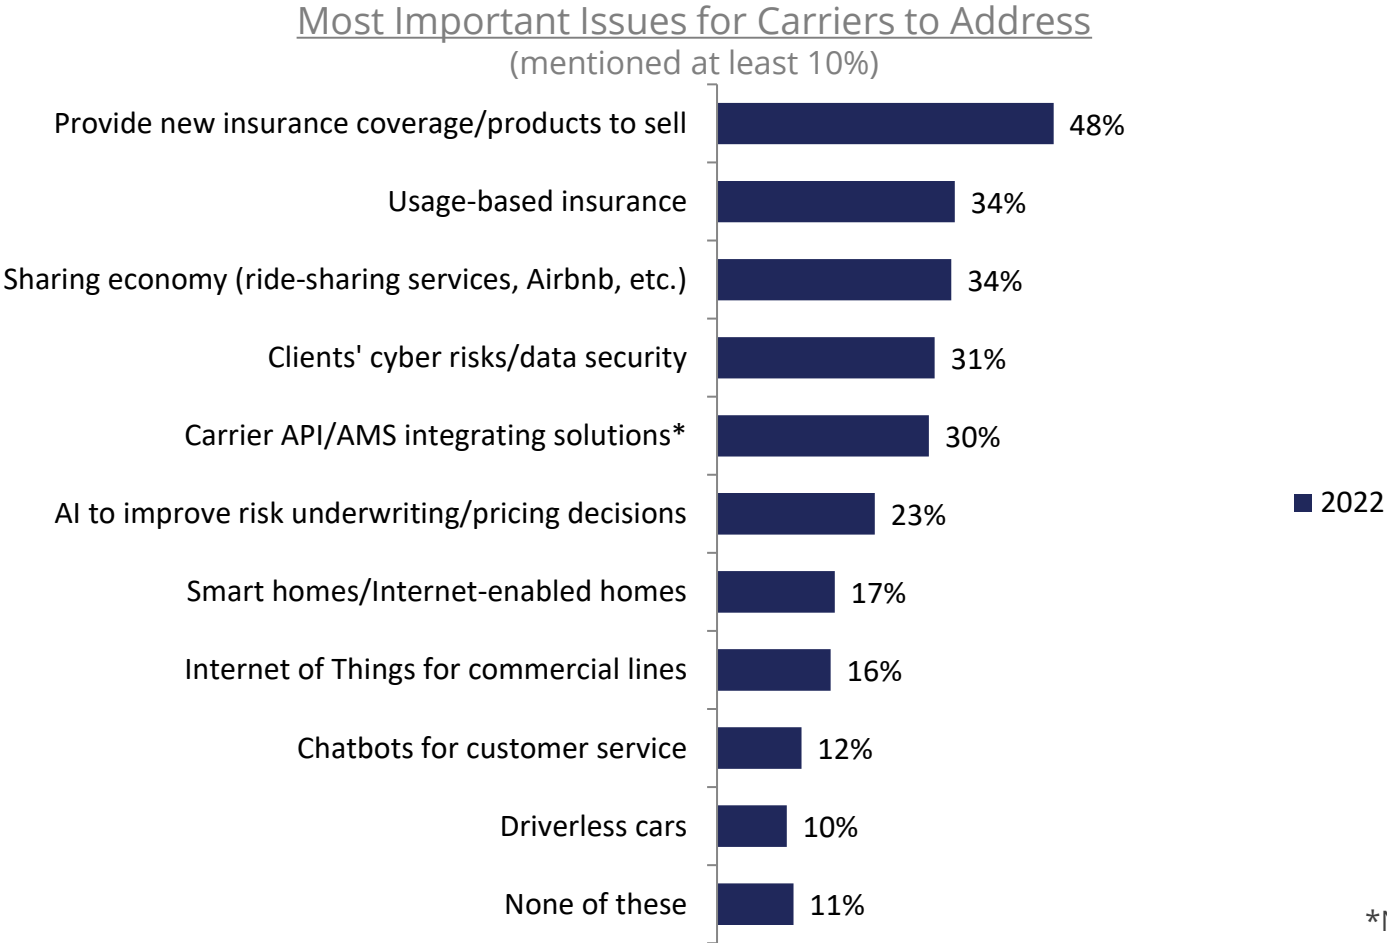 Most Important Issues for Carriers to Address
(mentioned at least 10%)
Provide new insurance coverage/products to sell 48%
Usage-based insurance 34%
Sharing economy (ride-sharing services, Airbnb, etc.) 34%
Clients' cyber risks/data security 31%
Carrier API/AMS integrating solutions* 30%
AI to improve risk underwriting/pricing decisions 23%
2022
Smart homes/Internet-enabled homes 17%
Internet of Things for commercial lines 16%
Chatbots for customer service 12%
Driverless cars 10%
None of these 11%